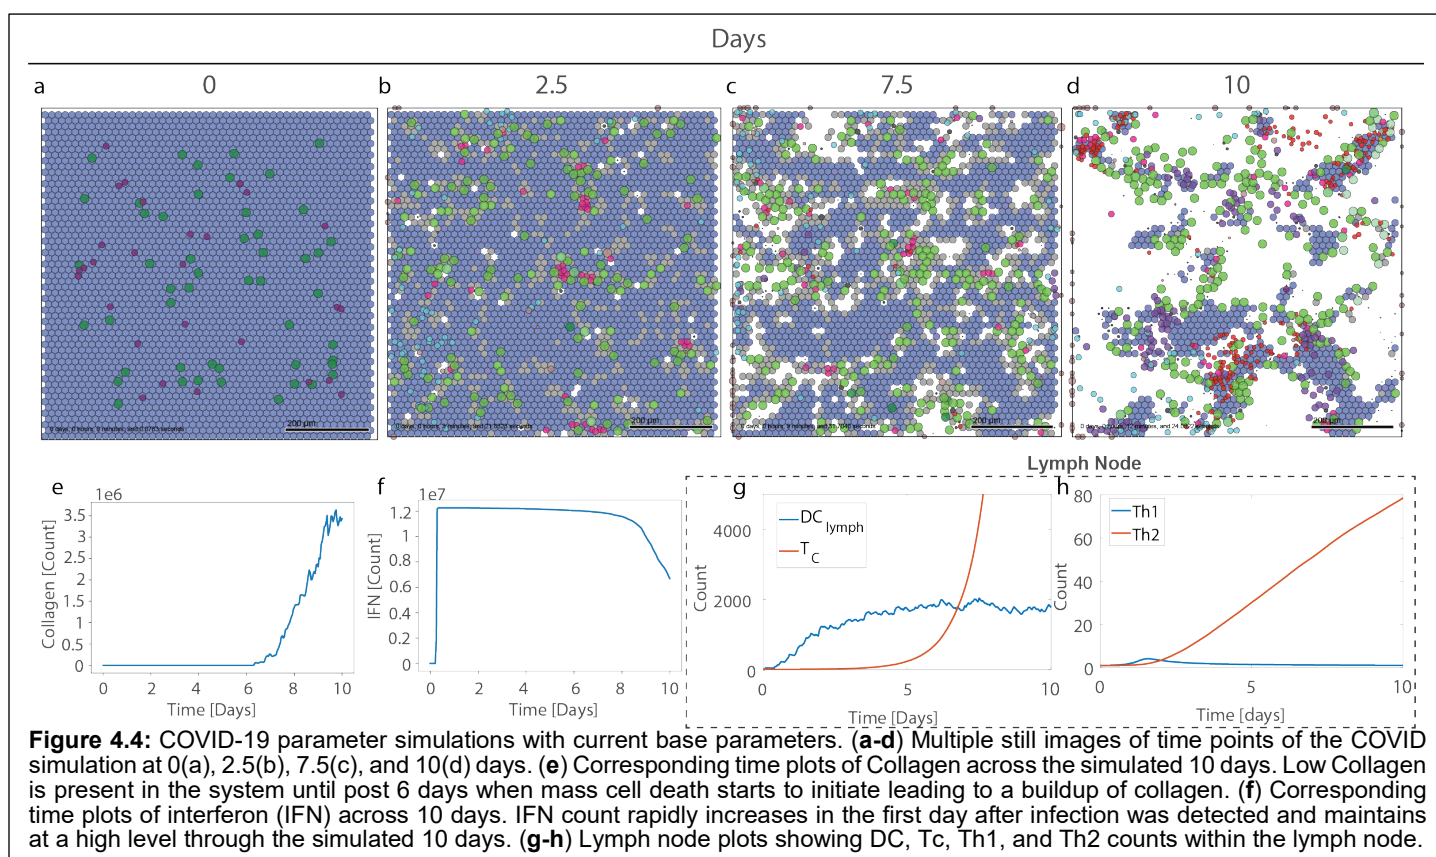 Days
a 0 b 2.5 c 7.5 d 10
200 μm 200 μm 200 μm 200 μm
Lymph Node
e 1e6
Collagen [Count]
3.5
3
2.5
2
1.5
1
0.5
0
0 2 4 6 8 10
Time [Days]
f 1e7
IFN [Count]
1.2
1.0
0.8
0.6
0.4
0.2
0
0 2 4 6 8 10
Time [Days]
g
Count
4000
2000
0
DC lymph
T C
0 5 10
Time [Days]
h
Count
80
60
40
20
0
Th1
Th2
0 5 10
Time [days]
Figure 4.4: COVID-19 parameter simulations with current base parameters. (a-d) Multiple still images of time points of the COVID
simulation at 0(a), 2.5(b), 7.5(c), and 10(d) days. (e) Corresponding time plots of Collagen across the simulated 10 days. Low Collagen
is present in the system until post 6 days when mass cell death starts to initiate leading to a buildup of collagen. (f) Corresponding
time plots of interferon (IFN) across 10 days. IFN count rapidly increases in the first day after infection was detected and maintains
at a high level through the simulated 10 days. (g-h) Lymph node plots showing DC, Tc, Th1, and Th2 counts within the lymph node.